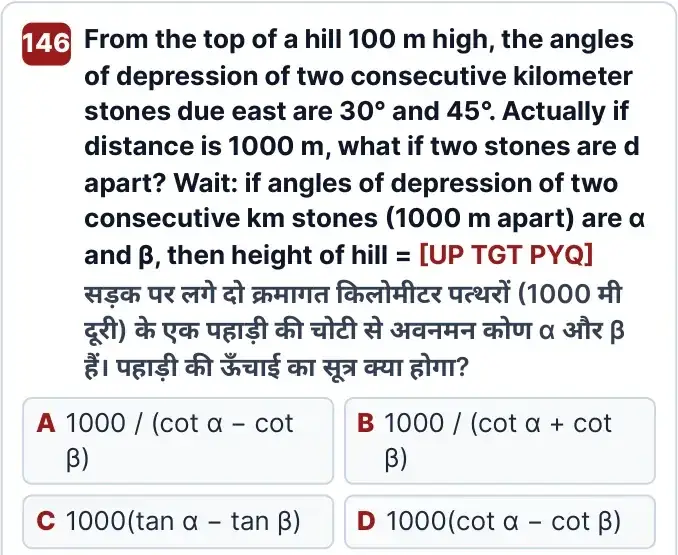 146 From the top of a hill 100 m high, the angles
of depression of two consecutive kilometer
stones due east are 30° and 45°. Actually if
distance is 1000 m, what if two stones are d
apart? Wait: if angles of depression of two
consecutive km stones (1000 m apart) are α
and β, then height of hill = [UP TGT PYQ]
सड़क पर लगे दो क्रमागत किलोमीटर पत्थरों (1000 मी
दूरी) के एक पहाड़ी की चोटी से अवनमन कोण α और β
हैं। पहाड़ी की ऊँचाई का सूत्र क्या होगा?
A 1000 / (cot α − cot
β)
B 1000 / (cot α + cot
β)
C 1000(tan α − tan β)
D 1000(cot α − cot β)